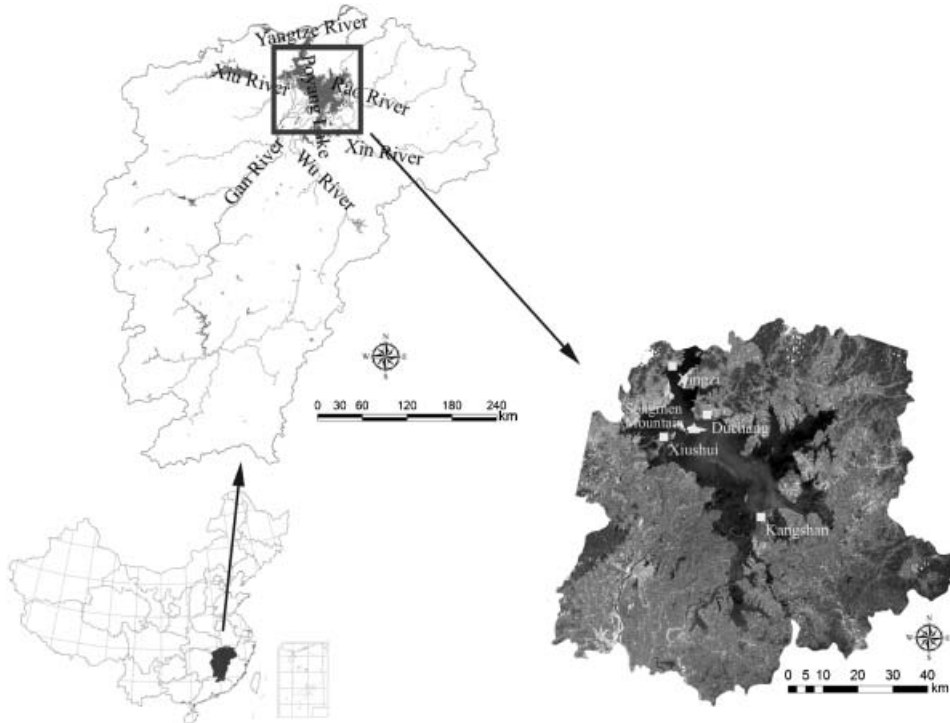 Yangtze River
Xiu River
Poyang Lake
Rao River
Gan River
Wu River
Xin River
N
W
E
S
0 30 60 120 180 240
km
Xingzi
Mountain
Duchang
Xiushui
Kangshan
N
W
E
S
0 5 10 20 30 40
km